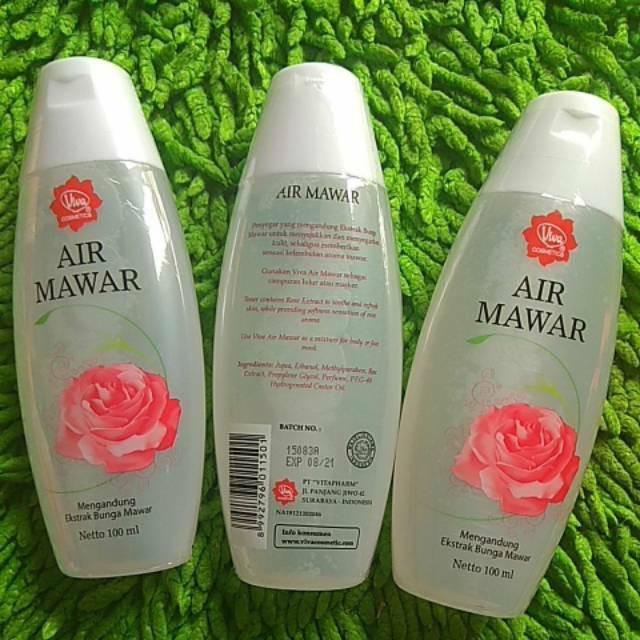 Viva
COSMETICS
AIR
MAWAR
Mengandung
Ekstrak Bunga Mawar
Netto 100 ml
AIR MAWAR
Penyegar yang mengandung Ekstrak Bunga
Mawar untuk menyejukkan dan menyegarkan
kulit, sekaligus memberikan
sensasi kelembutan aroma mawar.
Gunakan Viva Air Mawar sebagai
campuran lulur atau masker.
Toner contains Rose Extract to soothe and refresh
skin, while providing softness sensation of rose
aroma.
Use Viva Air Mawar as a mixture for body or face
mask.
Ingredients: Aqua, Ethanol, Methylparaben, Rose
Extract, Propylene Glycol, Perfume, PEG-40
Hydrogenated Castor Oil.
BATCH NO. :
15083A
EXP 08/21
PT "VITAPHARM"
JL. PANJANG JIWO 42
SURABAYA - INDONESIA
NA18121202046
Info konsumen
www.vivacosmetic.com
8992796011501
Viva
COSMETICS
AIR
MAWAR
Mengandung
Ekstrak Bunga Mawar
Netto 100 ml